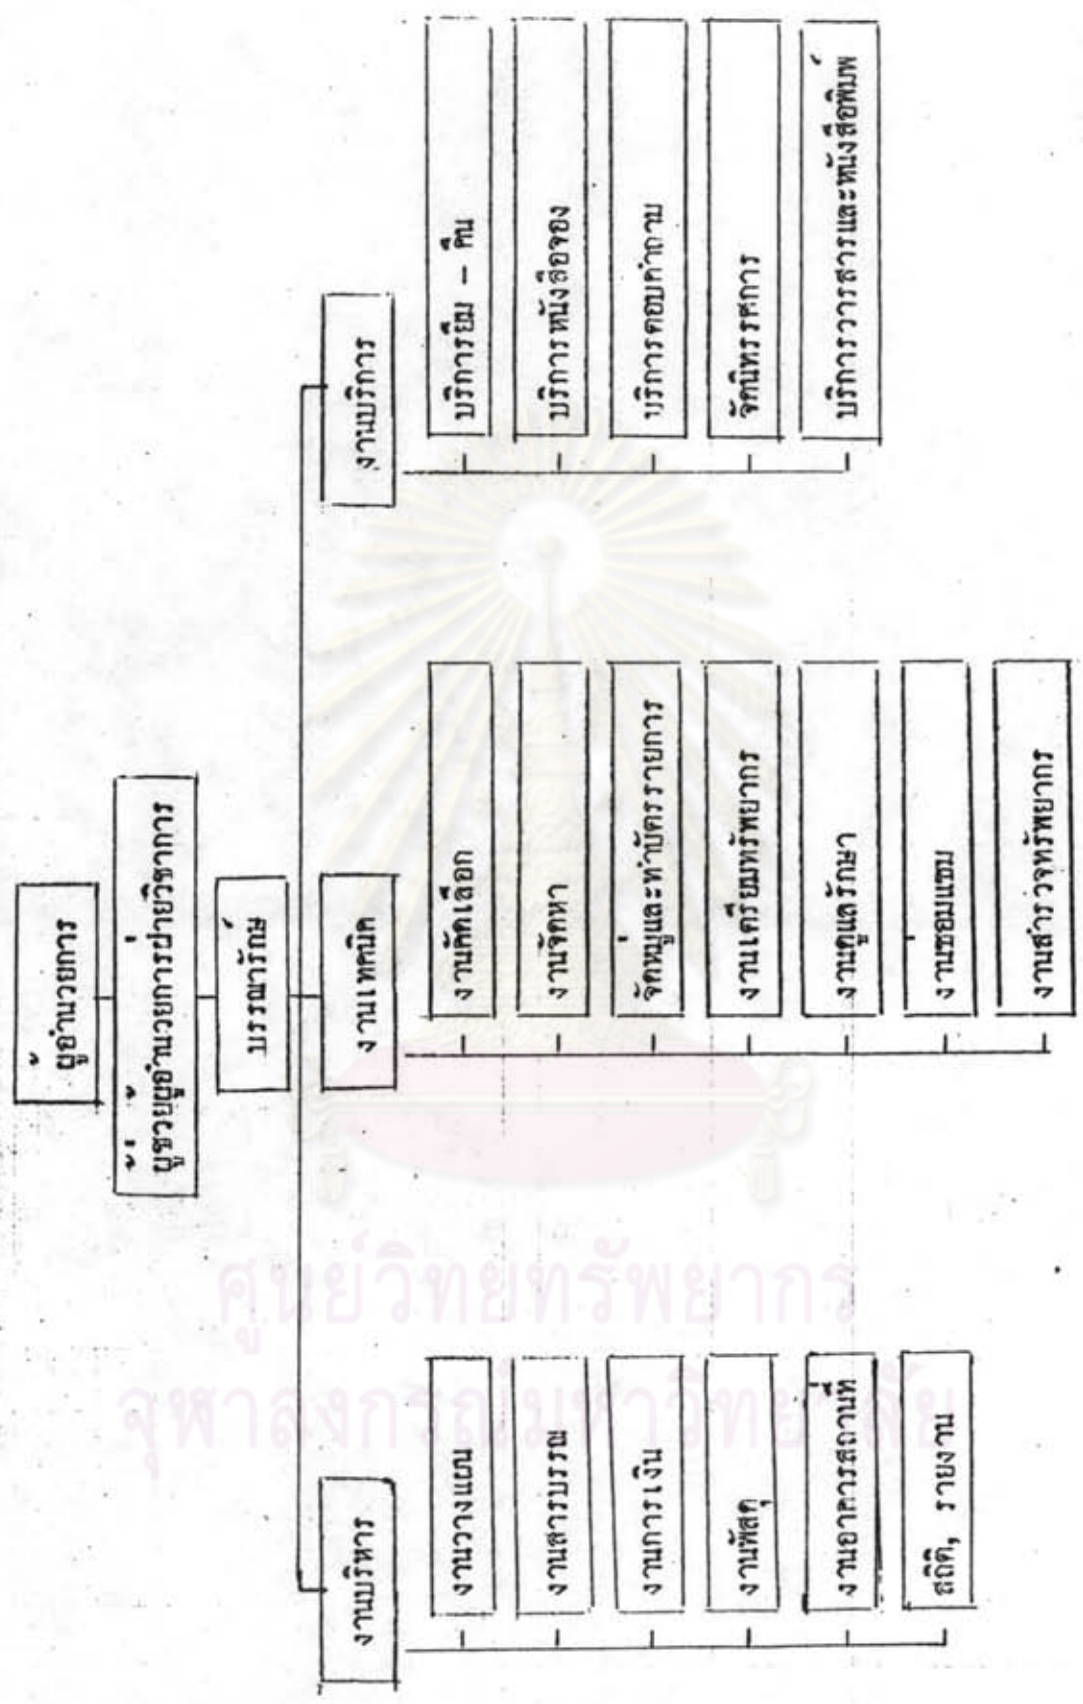 ผู้อำนวยการ
ผู้ช่วยผู้อำนวยการฝ่ายวิชาการ
บรรณารักษ์
งานบริหาร
งานวางแผน
งานสารบรรณ
งานการเงิน
งานพัสดุ
งานอาคารสถานที่
สถิติ, รายงาน
งานเทคนิค
งานคัดเลือก
งานจัดหา
จัดหมู่และทำบัตรรายการ
งานเตรียมทรัพยากร
งานดูแลรักษา
งานซ่อมแซม
งานสำรวจทรัพยากร
งานบริการ
บริการยืม – คืน
บริการหนังสือจอง
บริการตอบคำถาม
จัดนิทรรศการ
บริการวารสารและหนังสือพิมพ์
ศูนย์วิทยทรัพยากร
จุฬาลงกรณ์มหาวิทยาลัย